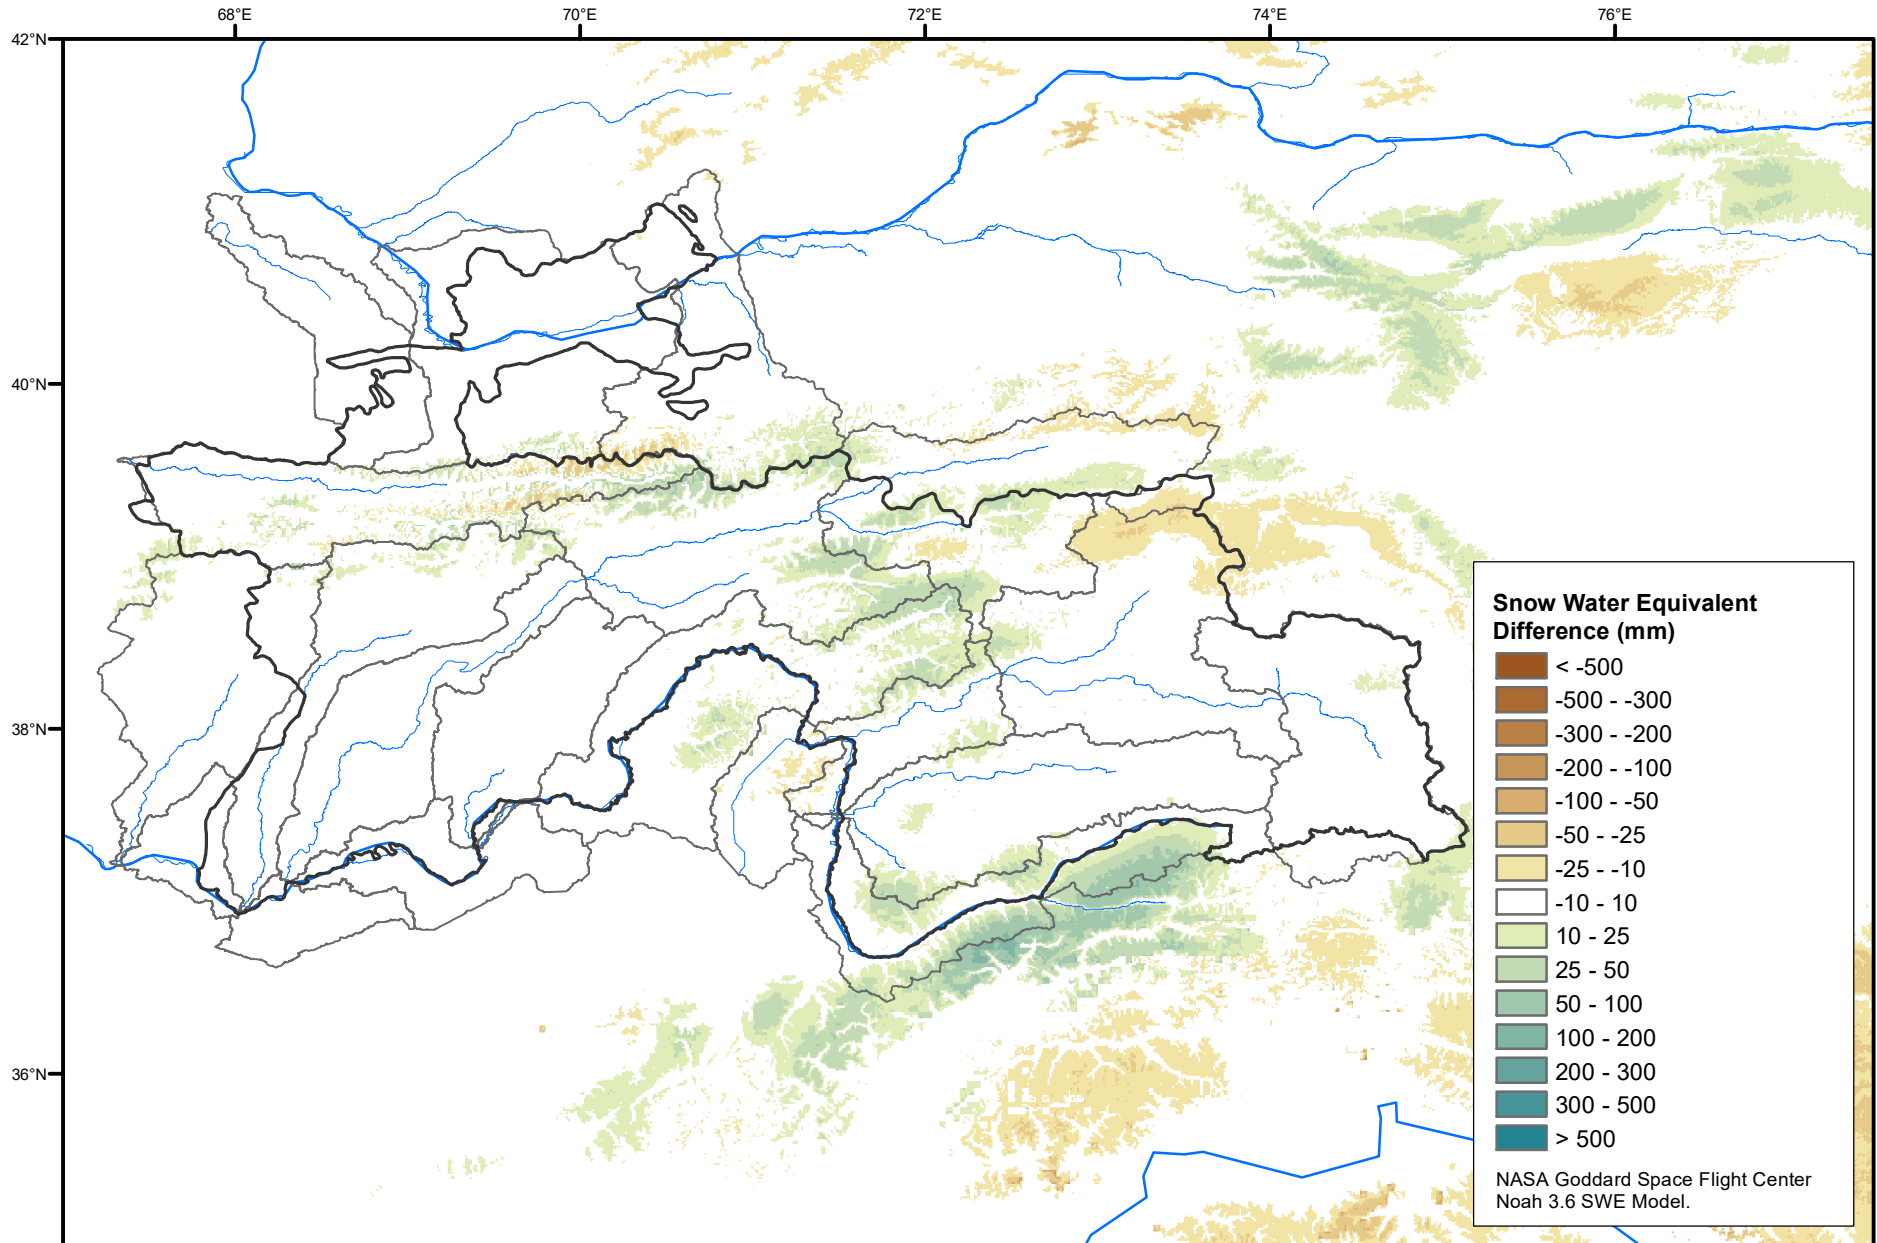 68°E 70°E 72°E 74°E 76°E
42°N
40°N
38°N
36°N
Snow Water Equivalent
Difference (mm)
< -500
-500 - -300
-300 - -200
-200 - -100
-100 - -50
-50 - -25
-25 - -10
-10 - 10
10 - 25
25 - 50
50 - 100
100 - 200
200 - 300
300 - 500
> 500
NASA Goddard Space Flight Center
Noah 3.6 SWE Model.